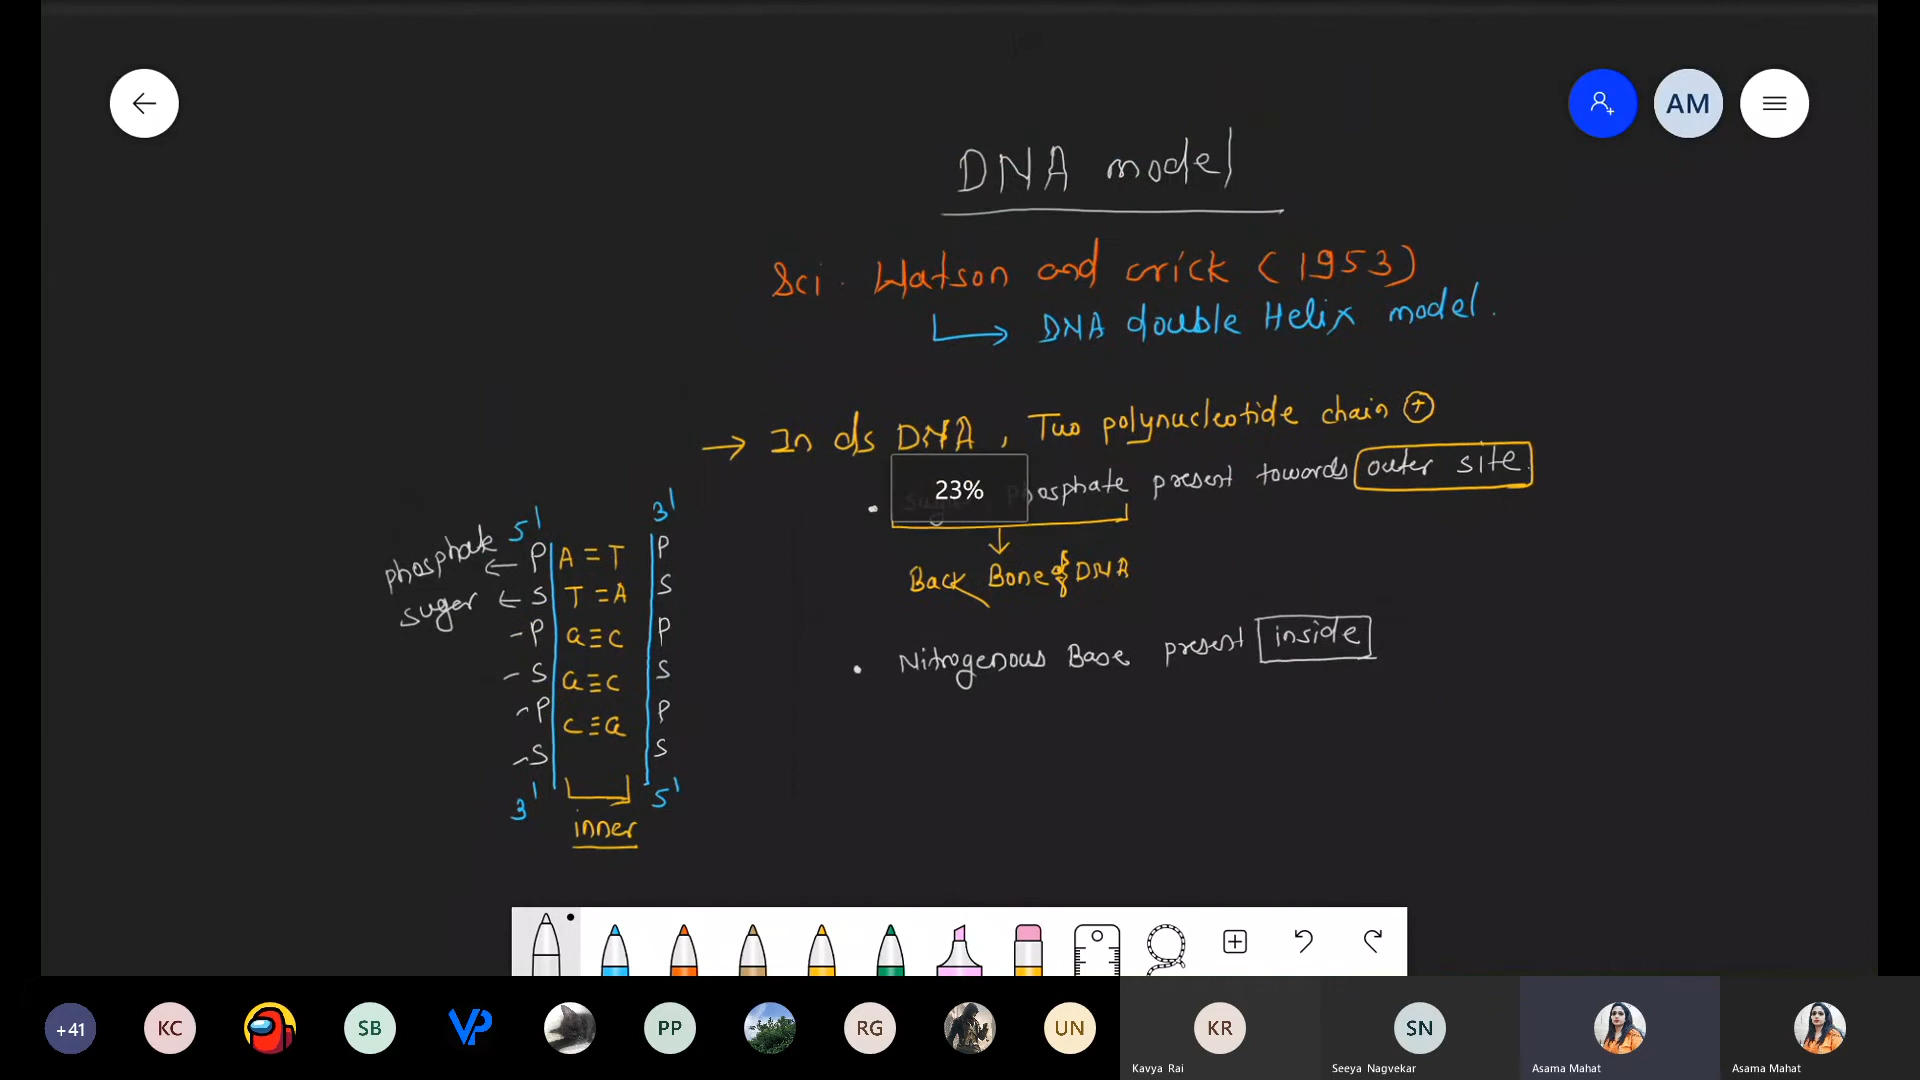 AM
DNA model
Sci. Watson and crick (1953)
DNA double Helix model.
→ In ds DNA, Two polynucleotide chain +
23%
• phosphate present towards outer site.
Back Bone of DNA
• Nitrogenous Base present inside
5' 3'
phosphate ← P A = T P
suger ← S T = A S
-P G ≡ C P
-S G ≡ C S
-P C ≡ G P
-S S
3' 5'
inner
+41 KC SB VP PP RG UN KR SN
Kavya Rai Seeya Nagvekar Asama Mahat Asama Mahat